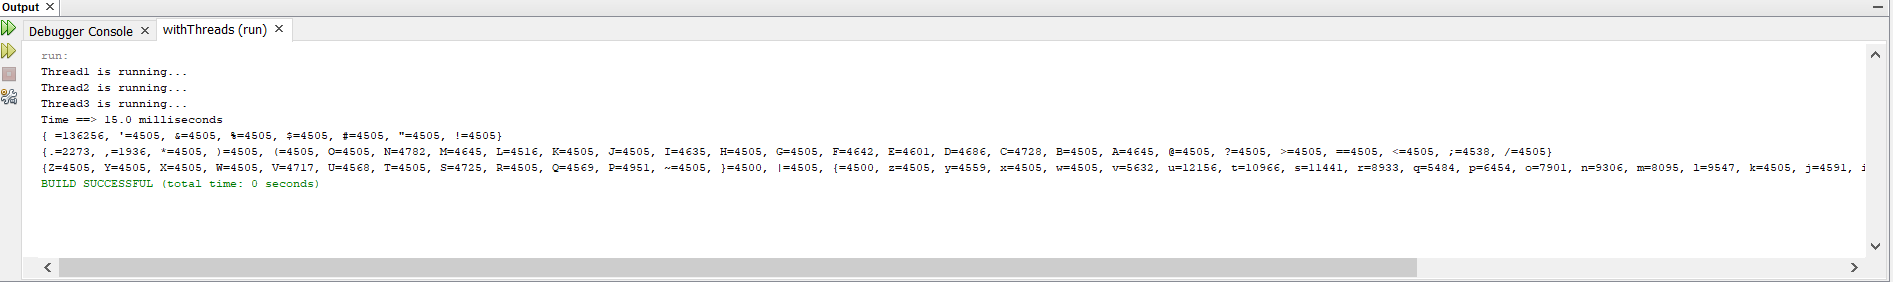 Output
Debugger Console
withThreads (run)
run:
Thread1 is running...
Thread2 is running...
Thread3 is running...
Time ==> 15.0 milliseconds
{ =136256, '=4505, &=4505, %=4505, $=4505, #=4505, "=4505, !=4505}
{.=2273, ,=1936, *=4505, )=4505, (=4505, O=4505, N=4782, M=4645, L=4516, K=4505, J=4505, I=4635, H=4505, G=4505, F=4642, E=4601, D=4686, C=4728, B=4505, A=4645, @=4505, ?=4505, >=4505, ==4505, <=4505, ;=4538, /=4505}
{Z=4505, Y=4505, X=4505, W=4505, V=4717, U=4568, T=4505, S=4725, R=4505, Q=4569, P=4951, ~=4505, }=4500, |=4505, {=4500, z=4505, y=4559, x=4505, w=4505, v=5632, u=12156, t=10966, s=11441, r=8933, q=5484, p=6454, o=7901, n=9306, m=8095, l=9547, k=4505, j=4591, i
BUILD SUCCESSFUL (total time: 0 seconds)